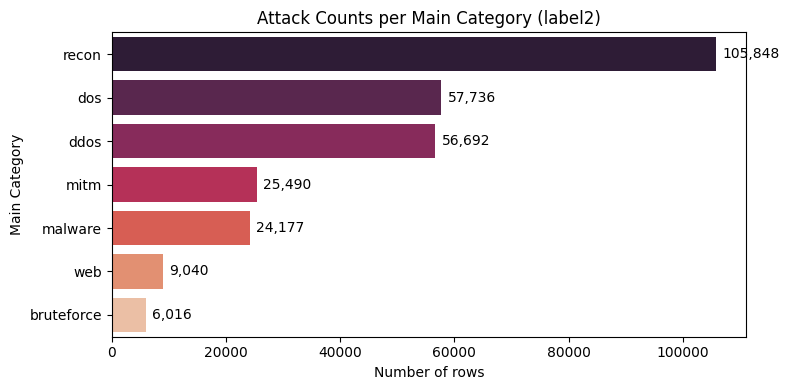 Attack Counts per Main Category (label2)
Main Category
recon
105,848
dos
57,736
ddos
56,692
mitm
25,490
malware
24,177
web
9,040
bruteforce
6,016
0 20000 40000 60000 80000 100000
Number of rows